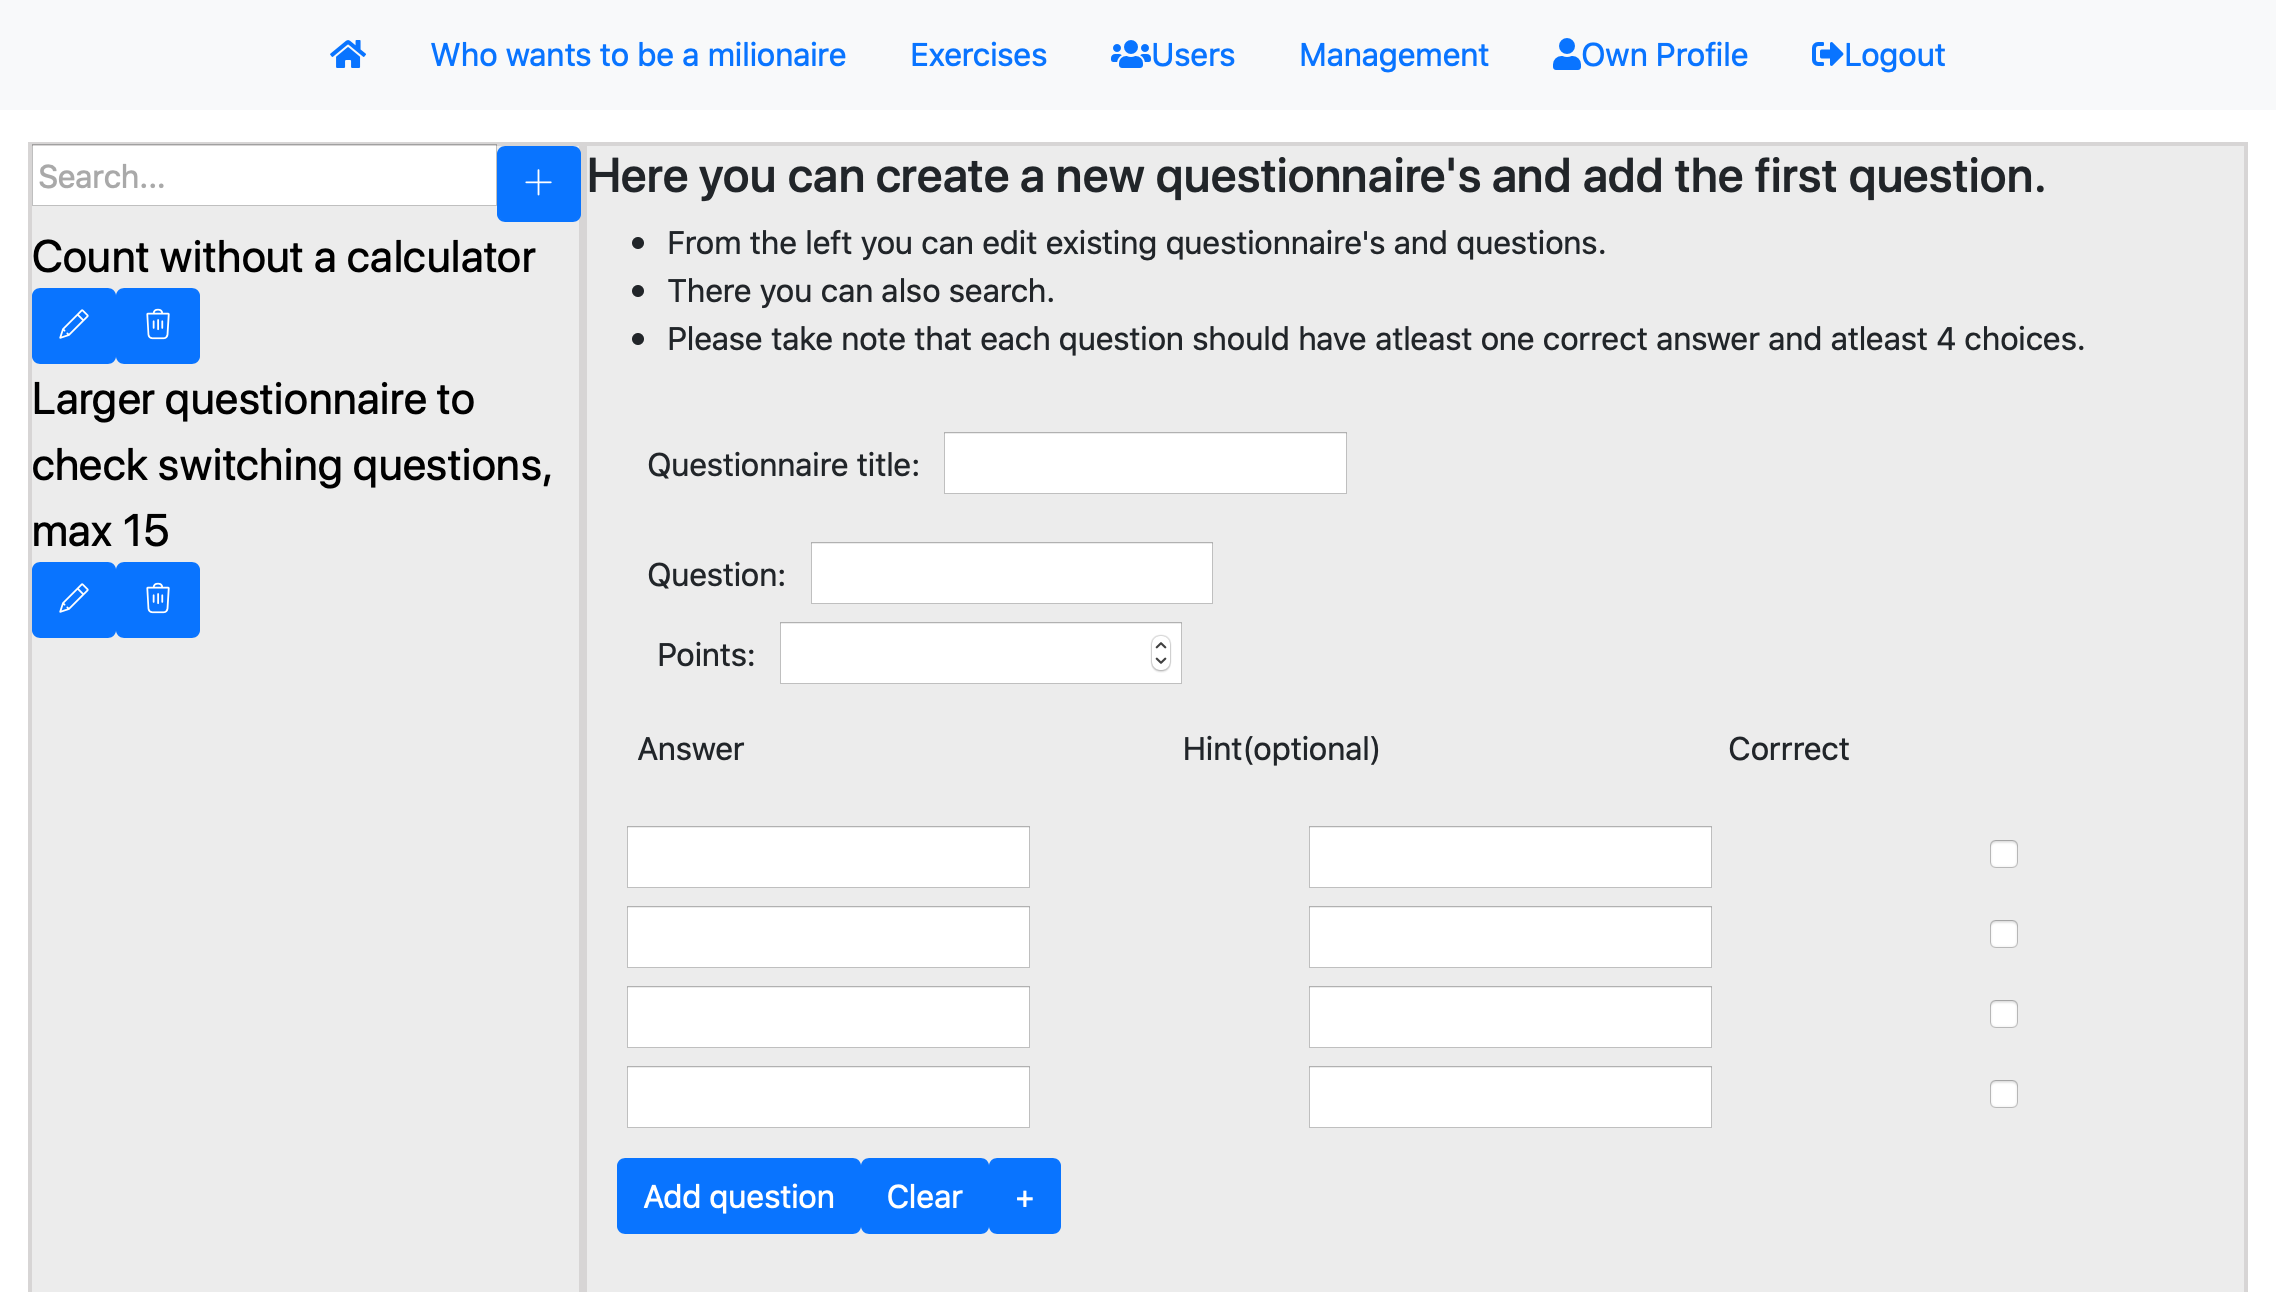 Who wants to be a milionaire Exercises Users Management Own Profile Logout
Search...
Count without a calculator
Larger questionnaire to
check switching questions,
max 15
Here you can create a new questionnaire's and add the first question.
• From the left you can edit existing questionnaire's and questions.
• There you can also search.
• Please take note that each question should have atleast one correct answer and atleast 4 choices.
Questionnaire title:
Question:
Points:
Answer Hint(optional) Corrrect
Add question Clear +